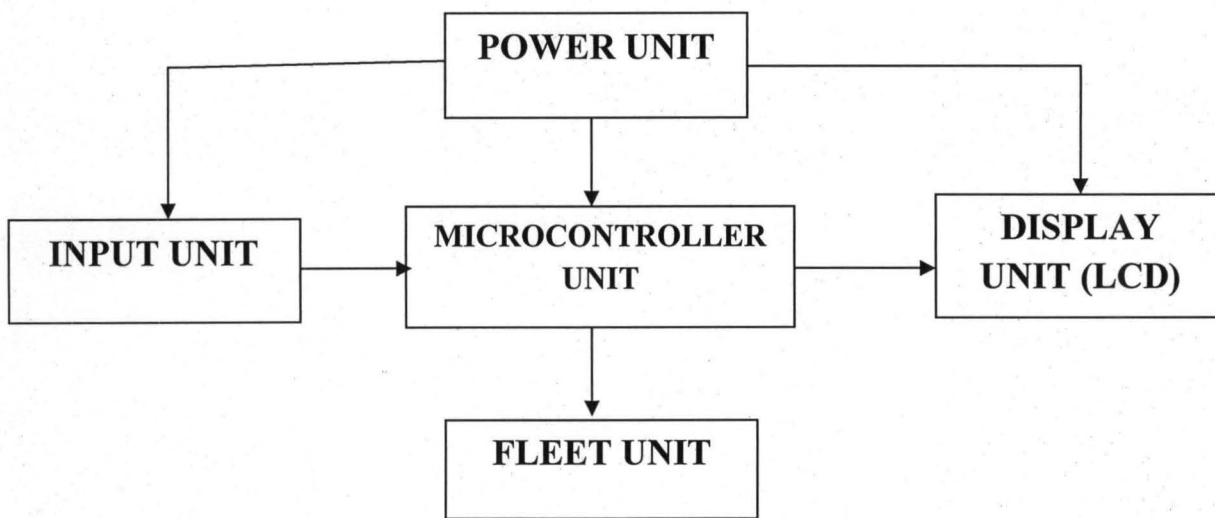 POWER UNIT
INPUT UNIT
MICROCONTROLLER
UNIT
DISPLAY
UNIT (LCD)
FLEET UNIT